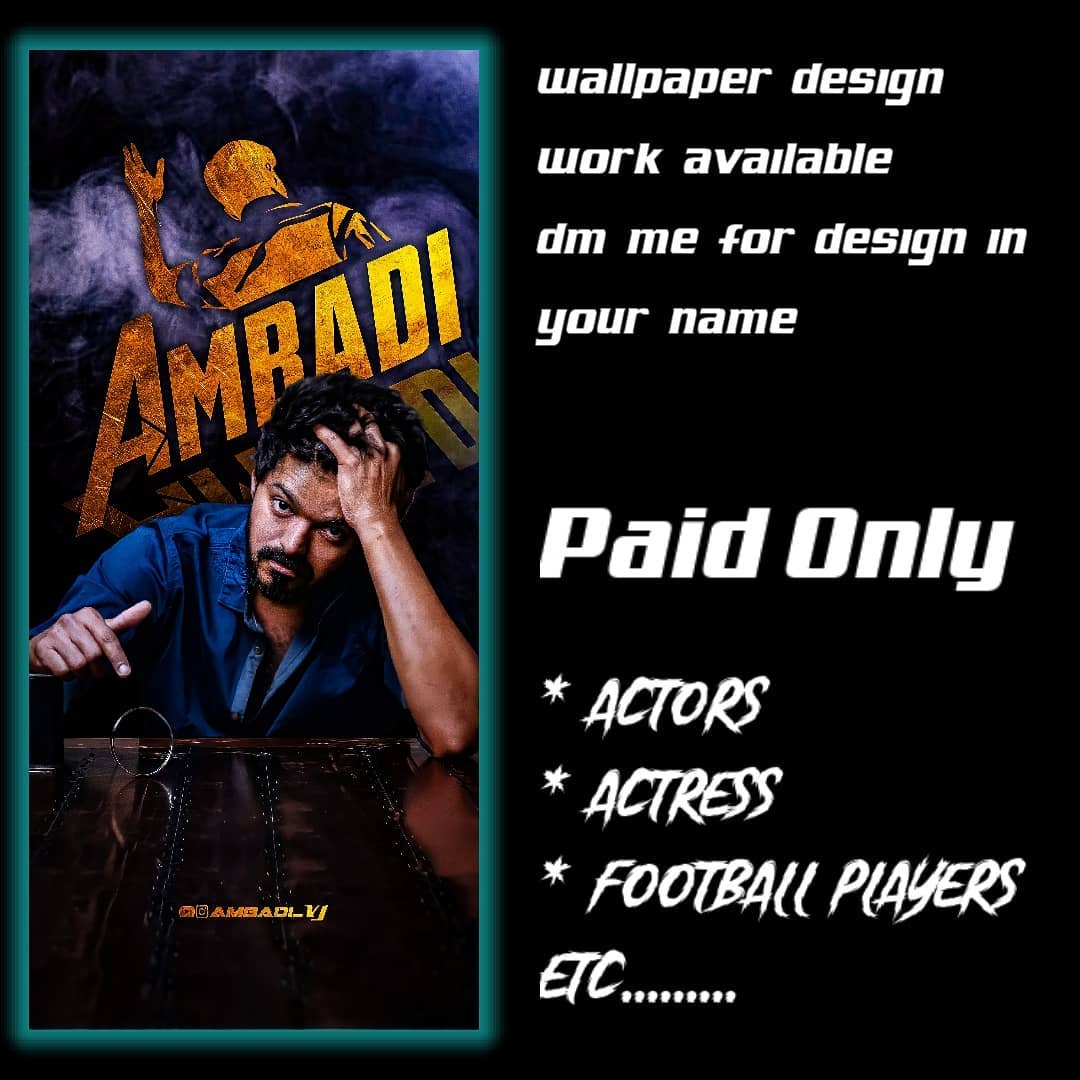 AMBADI
@AMBADI_VJ
wallpaper design
work available
dm me for design in
your name
Paid Only
* ACTORS
* ACTRESS
* FOOTBALL PLAYERS
ETC.........